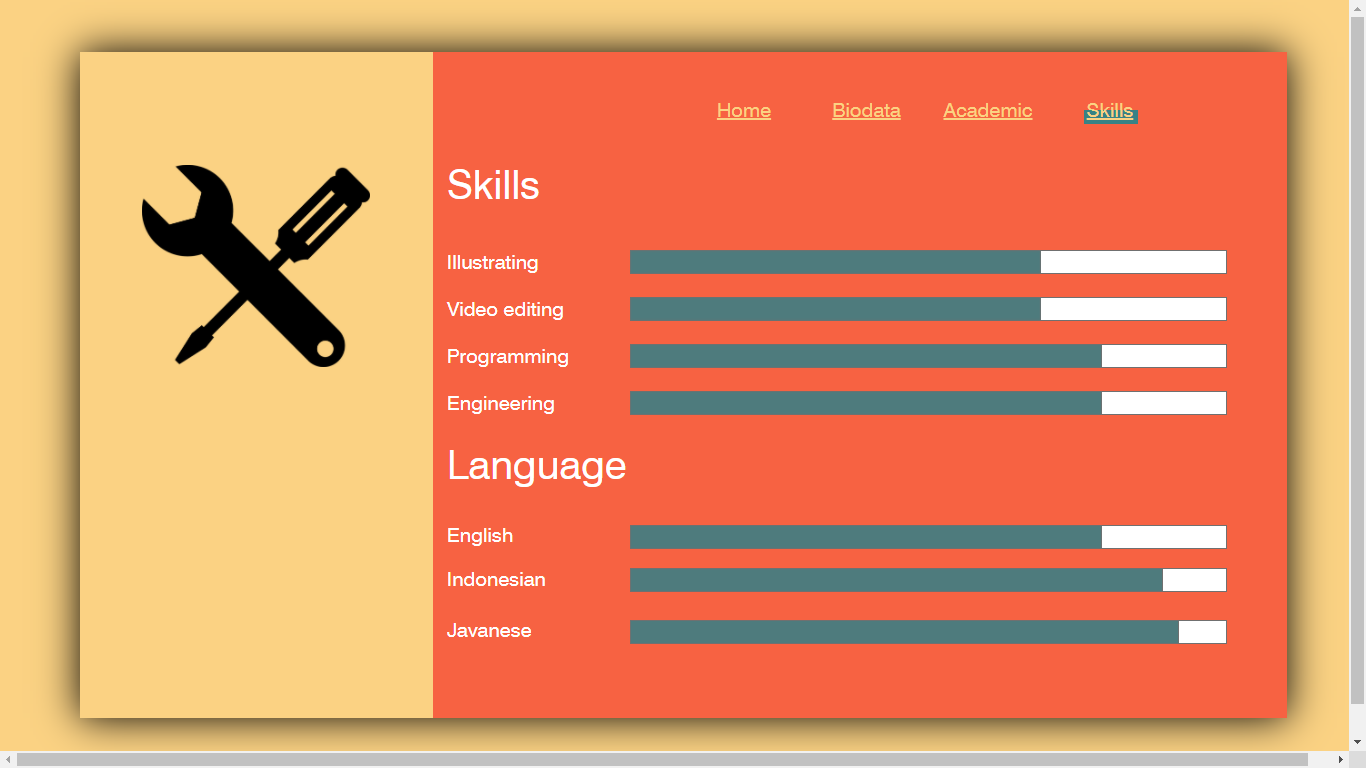 Home Biodata Academic Skills
Skills
Illustrating
Video editing
Programming
Engineering
Language
English
Indonesian
Javanese